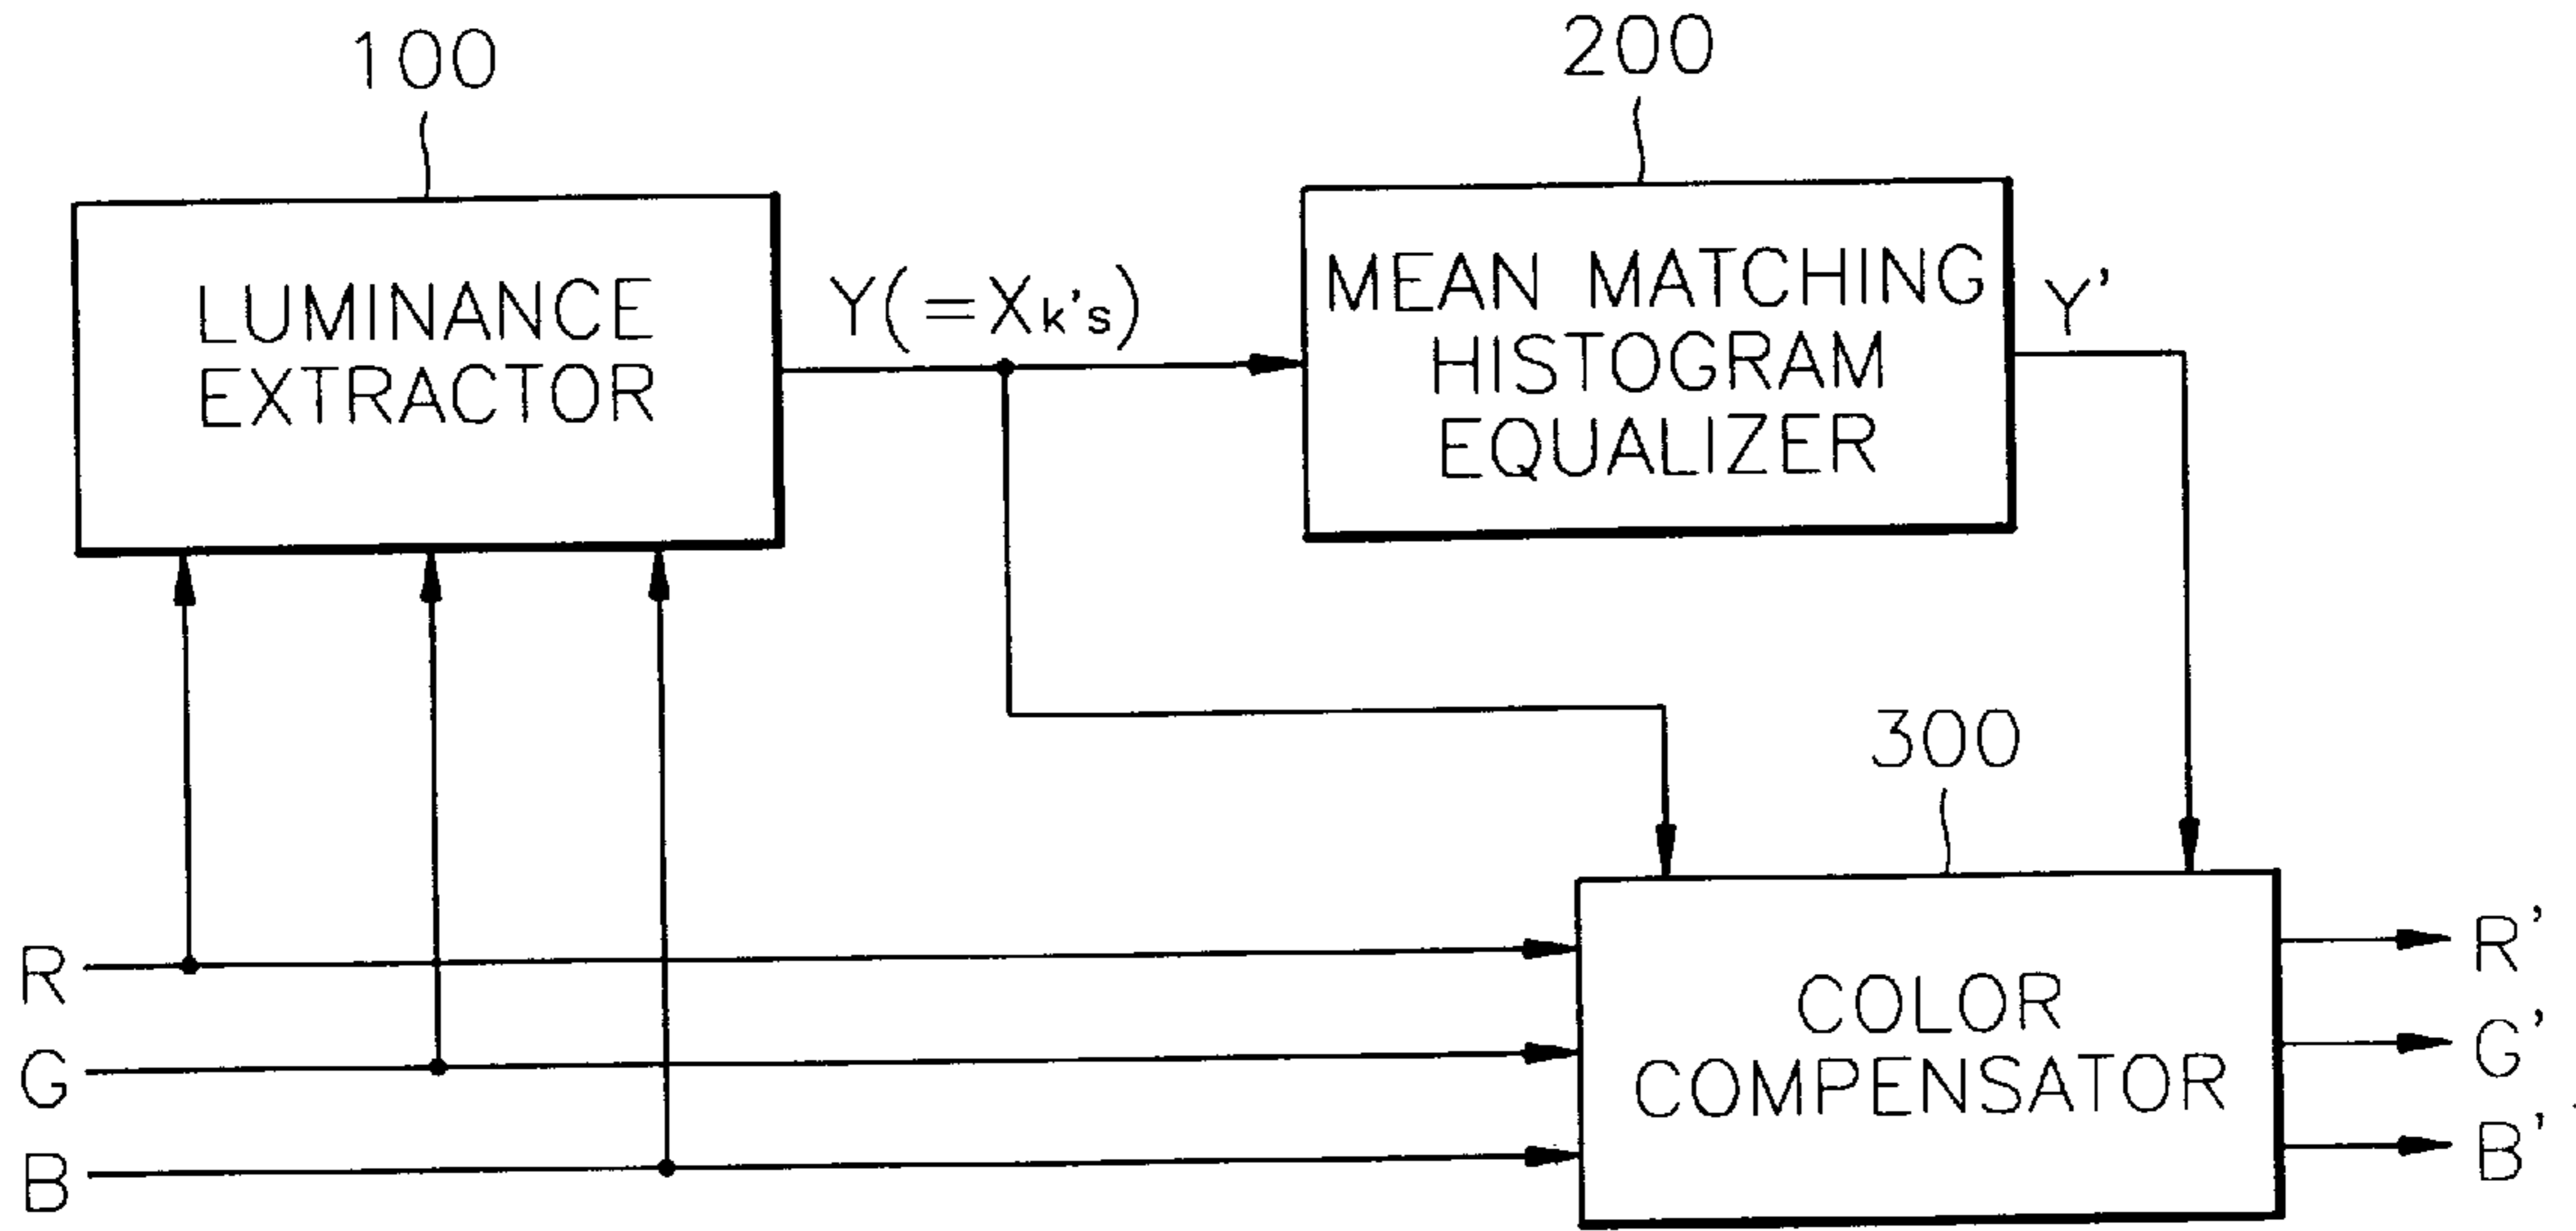 100
200
LUMINANCE
EXTRACTOR
Y(=Xk's)
MEAN MATCHING
HISTOGRAM
EQUALIZER
Y'
300
R
G
B
COLOR
COMPENSATOR
R'
G'
B'